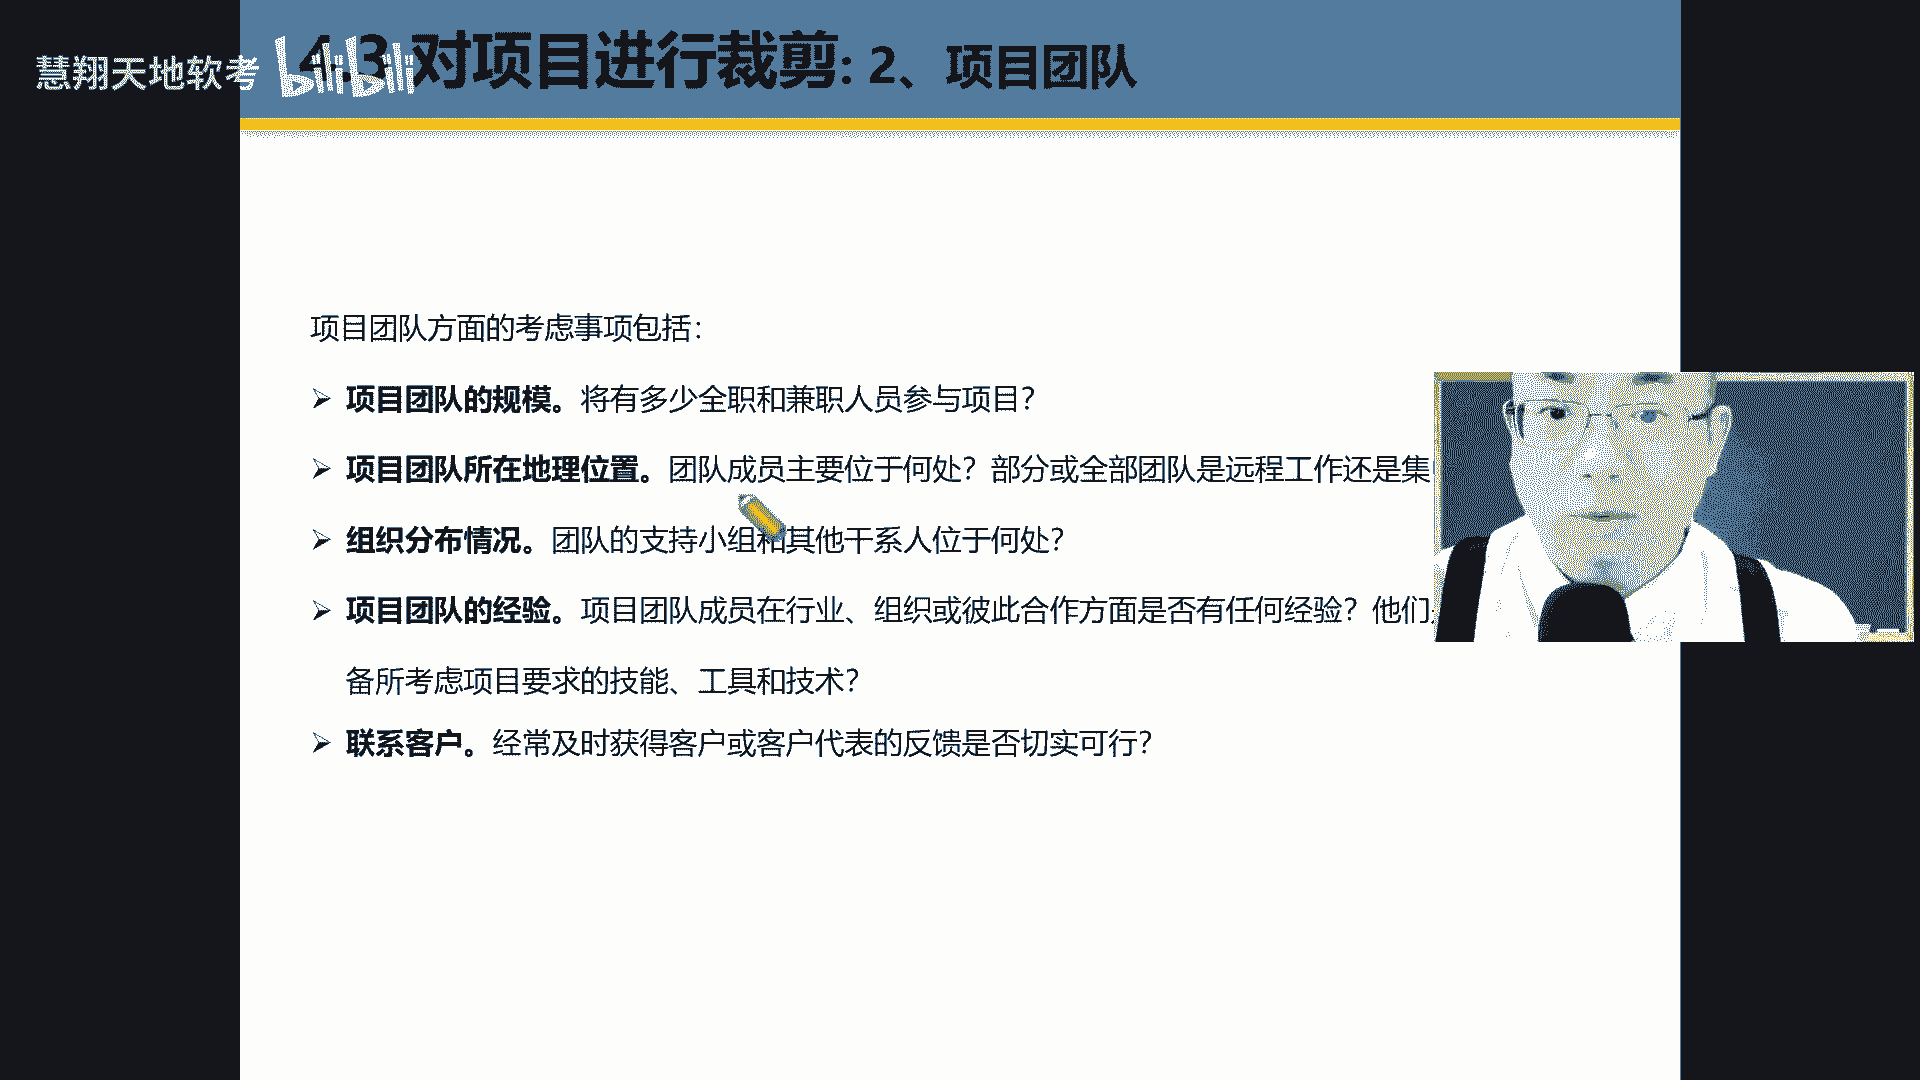 慧翔天地软考 bilibili
4.3 对项目进行裁剪: 2、项目团队
项目团队方面的考虑事项包括：
➢ 项目团队的规模。将有多少全职和兼职人员参与项目？
➢ 项目团队所在地理位置。团队成员主要位于何处？部分或全部团队是远程工作还是集
➢ 组织分布情况。团队的支持小组和其他干系人位于何处？
➢ 项目团队的经验。项目团队成员在行业、组织或彼此合作方面是否有任何经验？他们
备所考虑项目要求的技能、工具和技术？
➢ 联系客户。经常及时获得客户或客户代表的反馈是否切实可行？